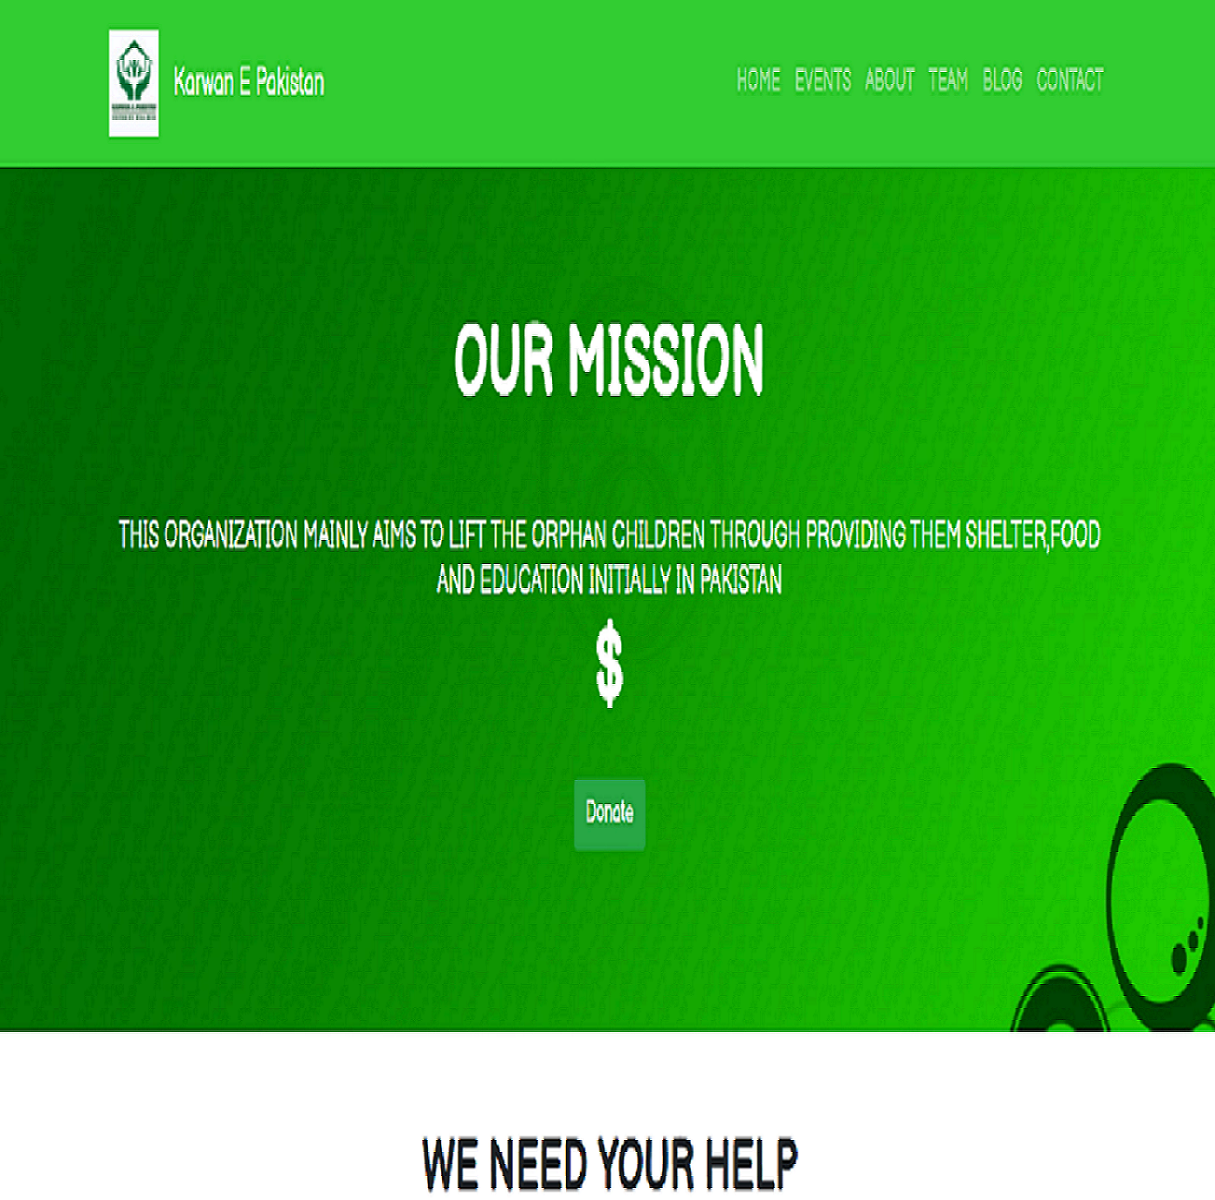 Karwan E Pakistan
HOME EVENTS ABOUT TEAM BLOG CONTACT
OUR MISSION
THIS ORGANIZATION MAINLY AIMS TO LIFT THE ORPHAN CHILDREN THROUGH PROVIDING THEM SHELTER,FOOD
AND EDUCATION INITIALLY IN PAKISTAN
$
Donate
WE NEED YOUR HELP